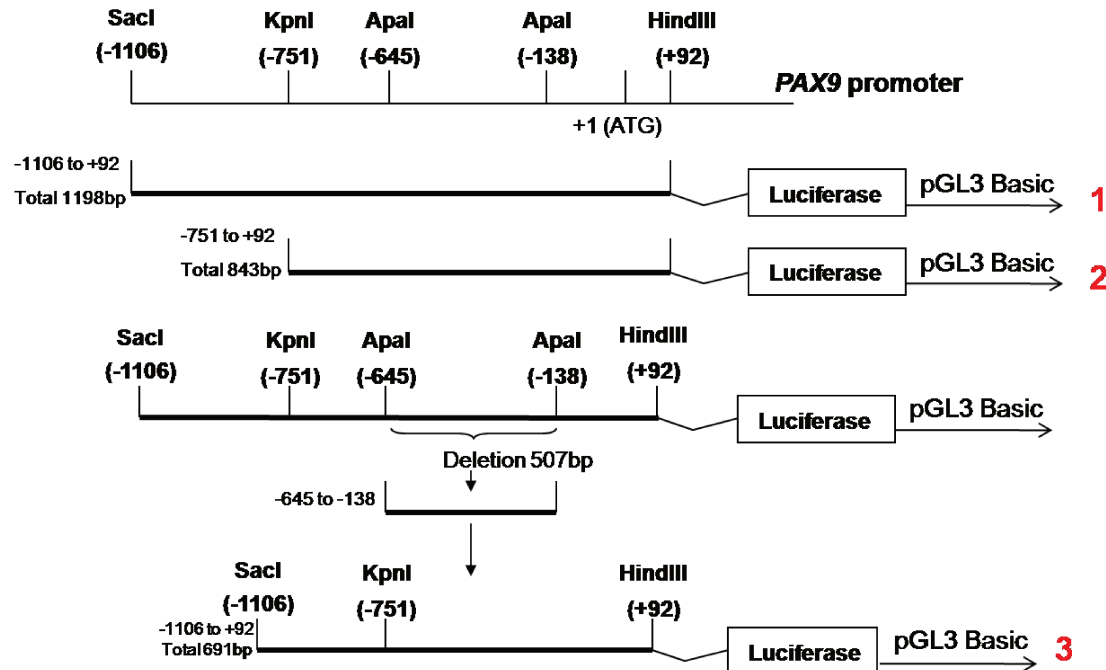 SacI KpnI ApaI ApaI HindIII
(-1106) (-751) (-645) (-138) (+92)
PAX9 promoter
+1 (ATG)
-1106 to +92
Total 1198bp
Luciferase pGL3 Basic 1
-751 to +92
Total 843bp
Luciferase pGL3 Basic 2
SacI KpnI ApaI ApaI HindIII
(-1106) (-751) (-645) (-138) (+92)
Luciferase pGL3 Basic
Deletion 507bp
-645 to -138
SacI KpnI HindIII
(-1106) (-751) (+92)
-1106 to +92
Total 691bp
Luciferase pGL3 Basic 3